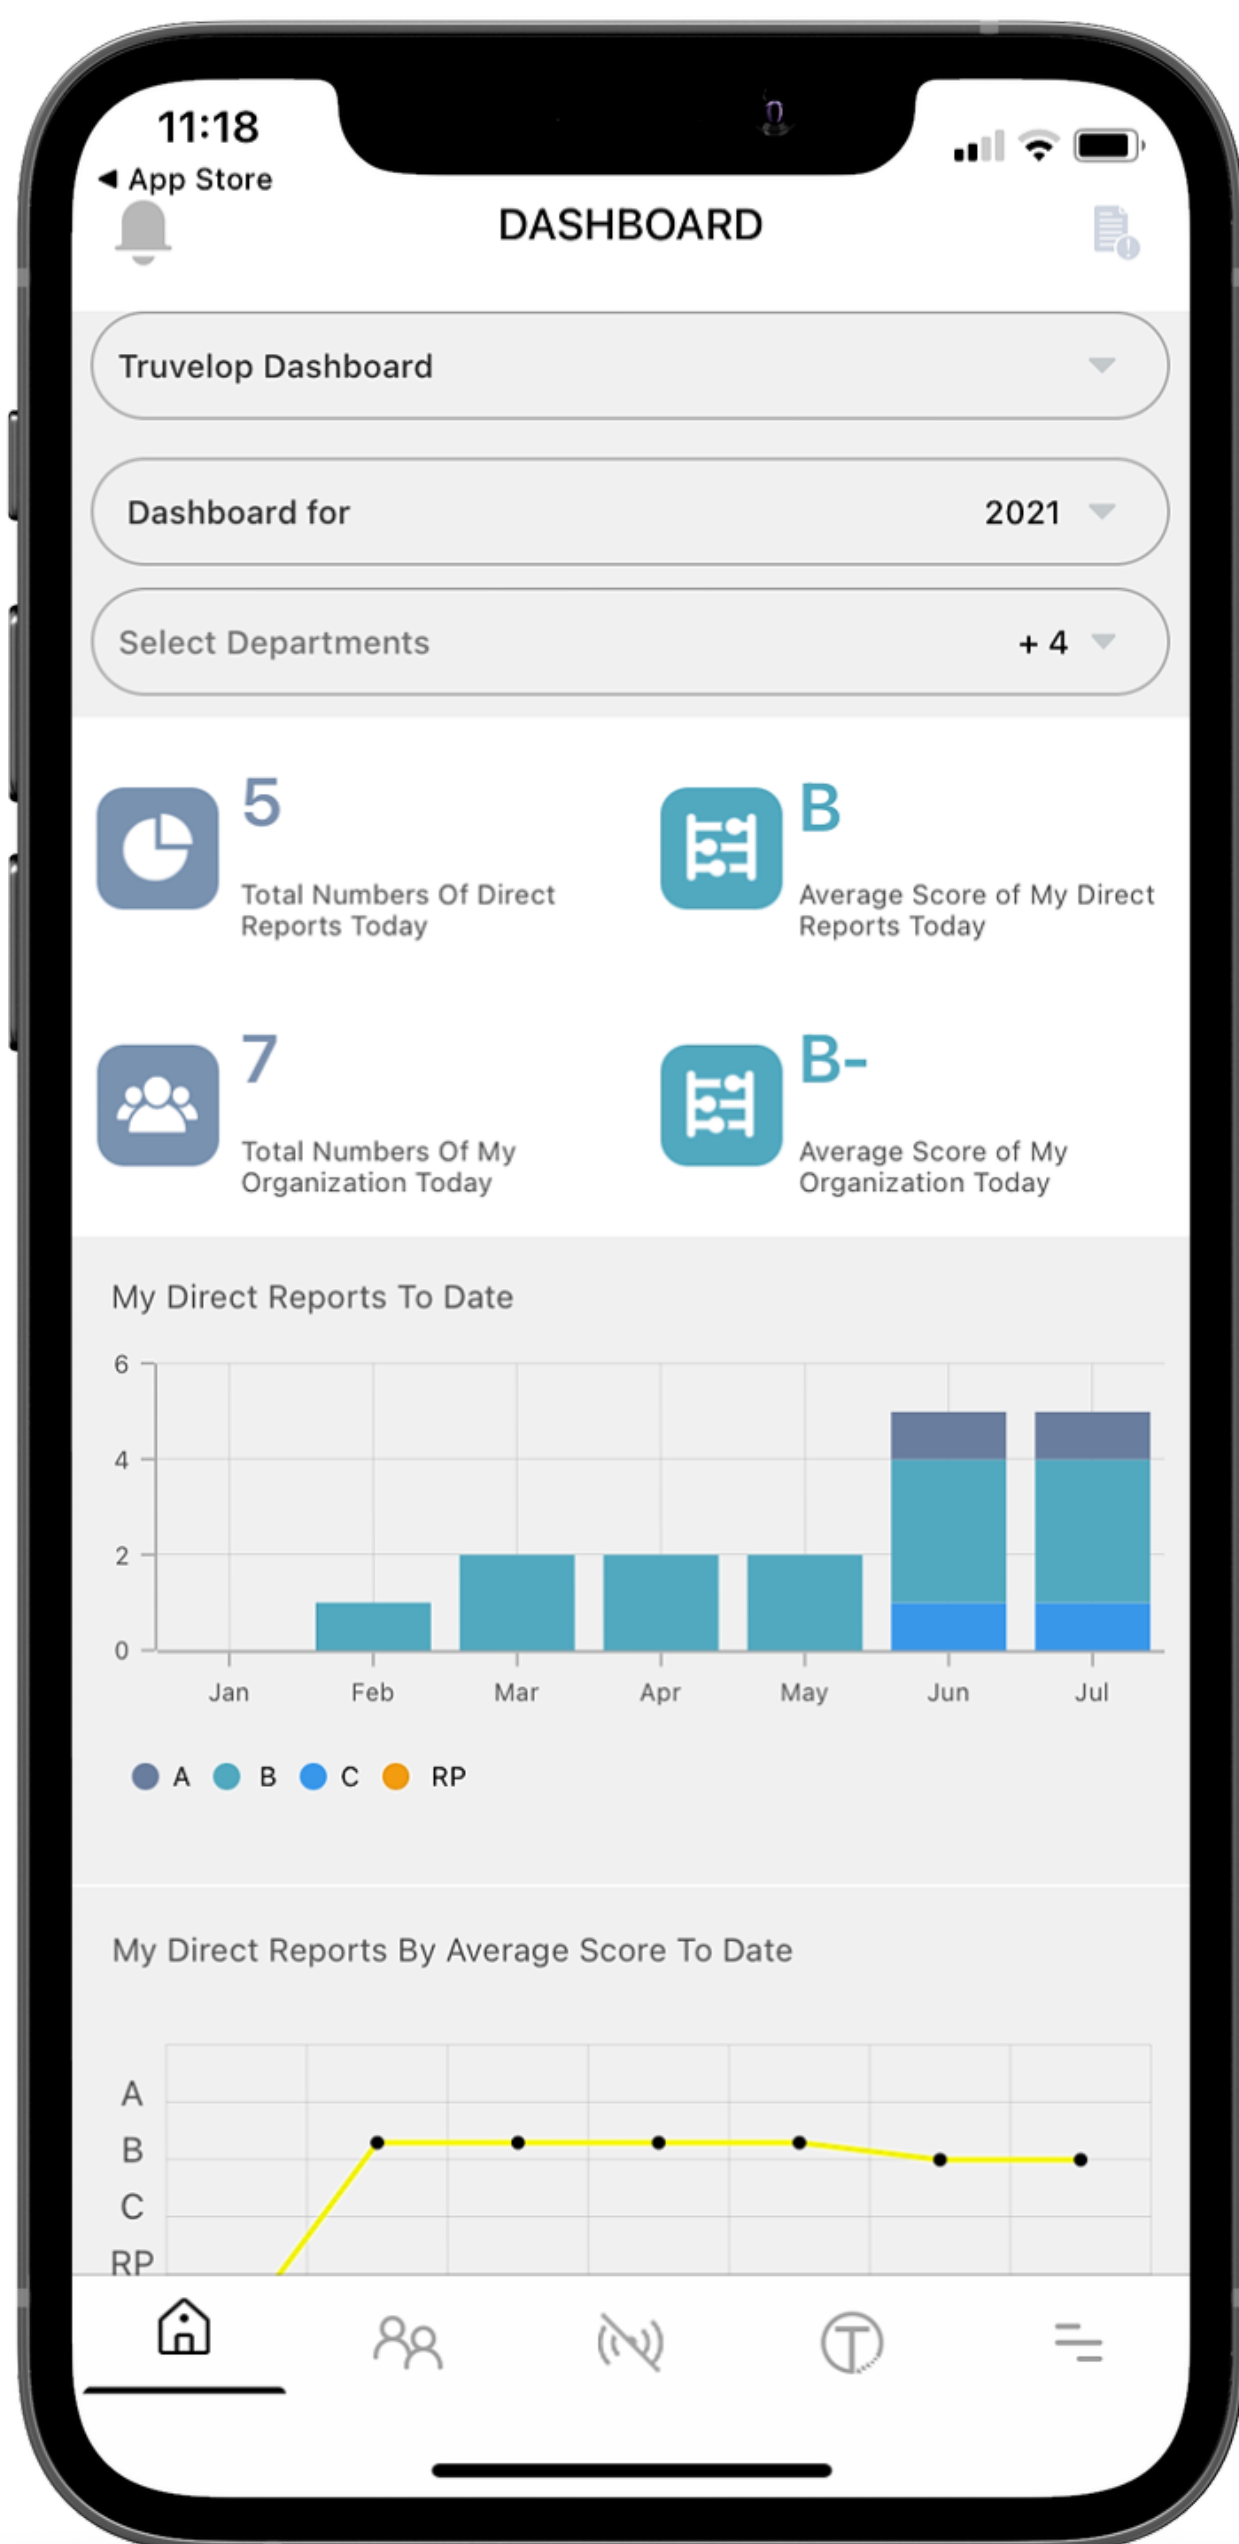 11:18
◀ App Store
DASHBOARD
Truvelop Dashboard
Dashboard for 2021
Select Departments + 4
5
Total Numbers Of Direct
Reports Today
B
Average Score of My Direct
Reports Today
7
Total Numbers Of My
Organization Today
B-
Average Score of My
Organization Today
My Direct Reports To Date
6
4
2
0
Jan Feb Mar Apr May Jun Jul
A B C RP
My Direct Reports By Average Score To Date
A
B
C
RP